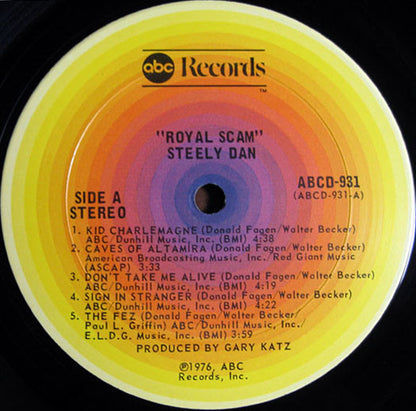 abc Records
TM
"ROYAL SCAM"
STEELY DAN
SIDE A
STEREO
ABCD-931
(ABCD-931-A)
1. KID CHARLEMAGNE (Donald Fagen/Walter Becker)
ABC/Dunhill Music, Inc. (BMI) 4:38
2. CAVES OF ALTAMIRA (Donald Fagen/Walter Becker)
American Broadcasting Music, Inc./Red Giant Music
(ASCAP) 3:33
3. DON'T TAKE ME ALIVE (Donald Fagen/Walter Becker)
ABC/Dunhill Music, Inc. (BMI) 4:19
4. SIGN IN STRANGER (Donald Fagen/Walter Becker)
ABC/Dunhill Music, Inc. (BMI) 4:22
5. THE FEZ (Donald Fagen/Walter Becker/
Paul L. Griffin) ABC/Dunhill Music, Inc./
E.L.D.G. Music, Inc. (BMI) 3:59
PRODUCED BY GARY KATZ
℗1976, ABC
Records, Inc.